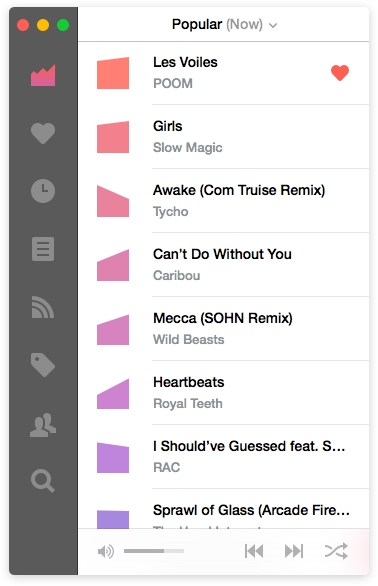 Popular (Now)
Les Voiles
POOM
Girls
Slow Magic
Awake (Com Truise Remix)
Tycho
Can't Do Without You
Caribou
Mecca (SOHN Remix)
Wild Beasts
Heartbeats
Royal Teeth
I Should've Guessed feat. S…
RAC
Sprawl of Glass (Arcade Fire…